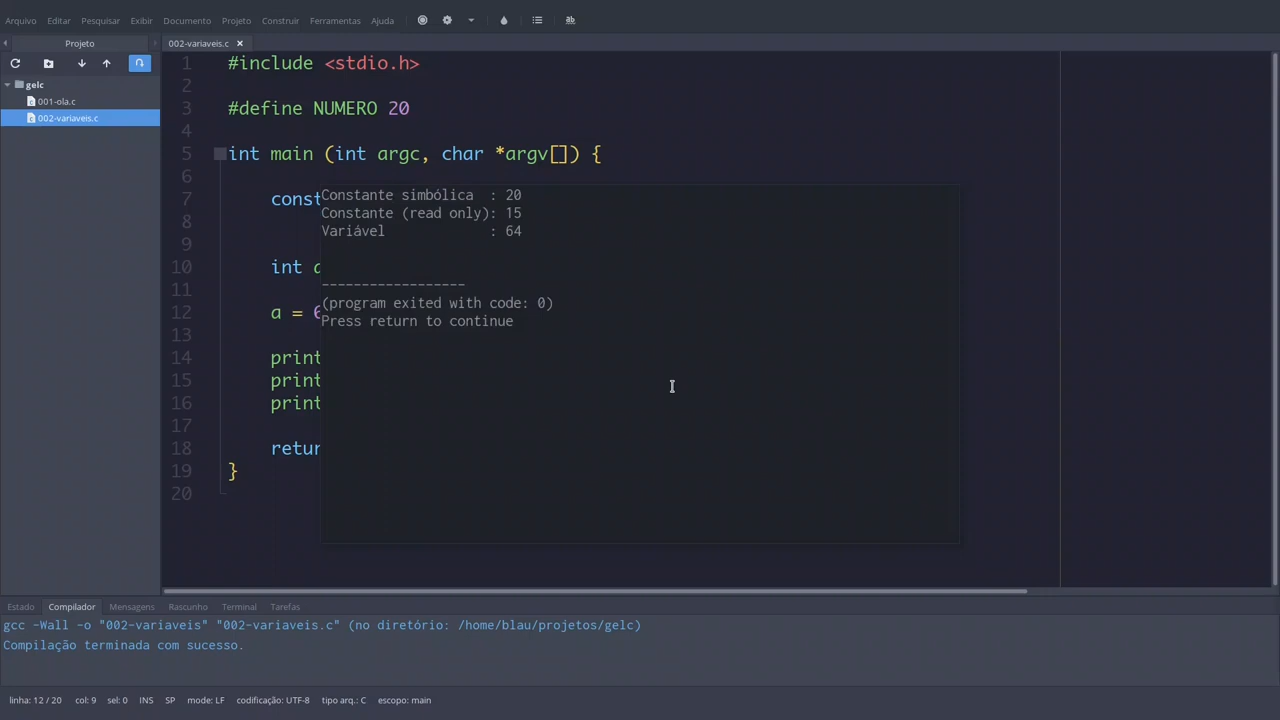 Arquivo Editar Pesquisar Exibir Documento Projeto Construir Ferramentas Ajuda
Projeto
002-variaveis.c ×
gelc
001-ola.c
002-variaveis.c
1 #include <stdio.h>
2
3 #define NUMERO 20
4
5 int main (int argc, char *argv[]) {
6
7 const
8
9
10 int
11
12 a =
13
14 print
15 print
16 print
17
18 retur
19 }
20
Constante simbólica : 20
Constante (read only): 15
Variável : 64
------------------
(program exited with code: 0)
Press return to continue
Estado Compilador Mensagens Rascunho Terminal Tarefas
gcc -Wall -o "002-variaveis" "002-variaveis.c" (no diretório: /home/blau/projetos/gelc)
Compilação terminada com sucesso.
linha: 12 / 20 col: 9 sel: 0 INS SP mode: LF codificação: UTF-8 tipo arq.: C escopo: main